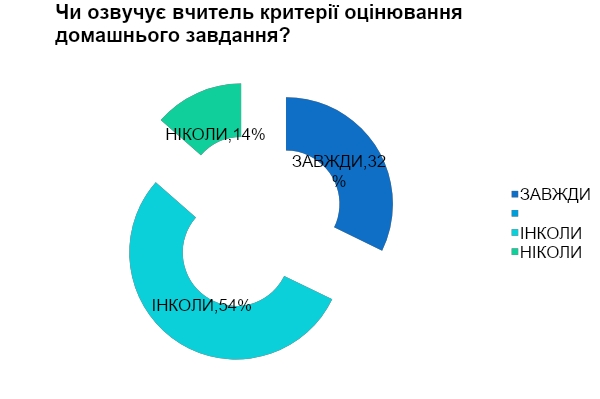 Чи озвучує вчитель критерії оцінювання
домашнього завдання?
НІКОЛИ,14%
ЗАВЖДИ,32
%
ІНКОЛИ,54%
ЗАВЖДИ
ІНКОЛИ
НІКОЛИ